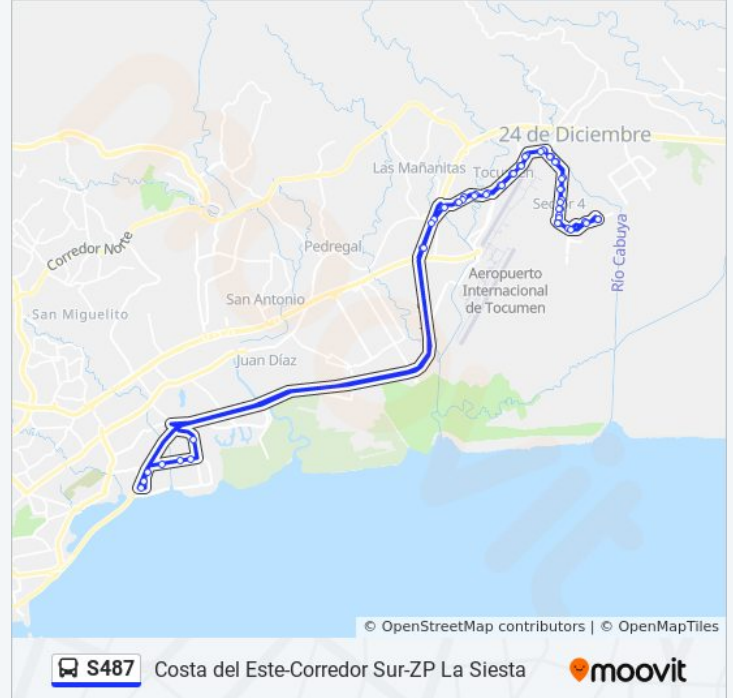 24 de Diciembre
Las Mañanitas
Tocumen
Sector 4
Pedregal
Corredor Norte
Río Cabuya
Aeropuerto
Internacional
de Tocumen
San Antonio
San Miguelito
Juan Díaz
© OpenStreetMap contributors | © OpenMapTiles
S487 Costa del Este-Corredor Sur-ZP La Siesta moovit